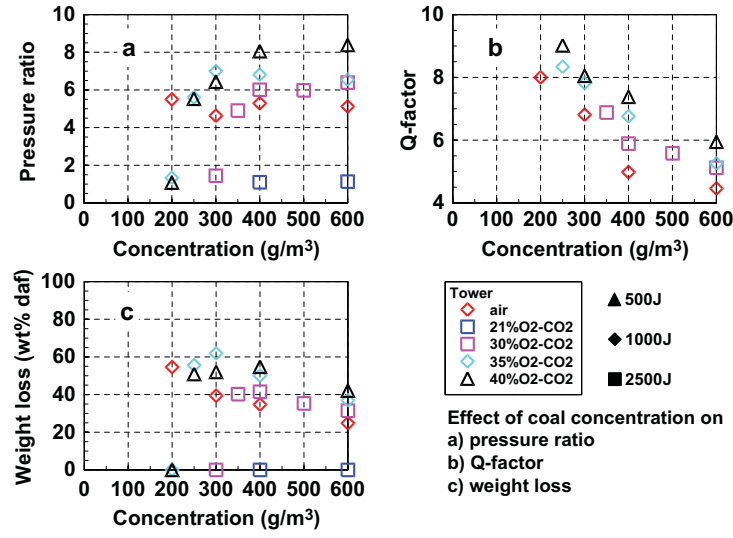 a
Pressure ratio
10
8
6
4
2
0
0 100 200 300 400 500 600
Concentration (g/m³)
b
Q-factor
10
8
6
4
0 100 200 300 400 500 600
Concentration (g/m³)
c
Weight loss (wt% daf)
100
80
60
40
20
0
0 100 200 300 400 500 600
Concentration (g/m³)
Tower
air
21%O2-CO2
30%O2-CO2
35%O2-CO2
40%O2-CO2
500J
1000J
2500J
Effect of coal concentration on
a) pressure ratio
b) Q-factor
c) weight loss